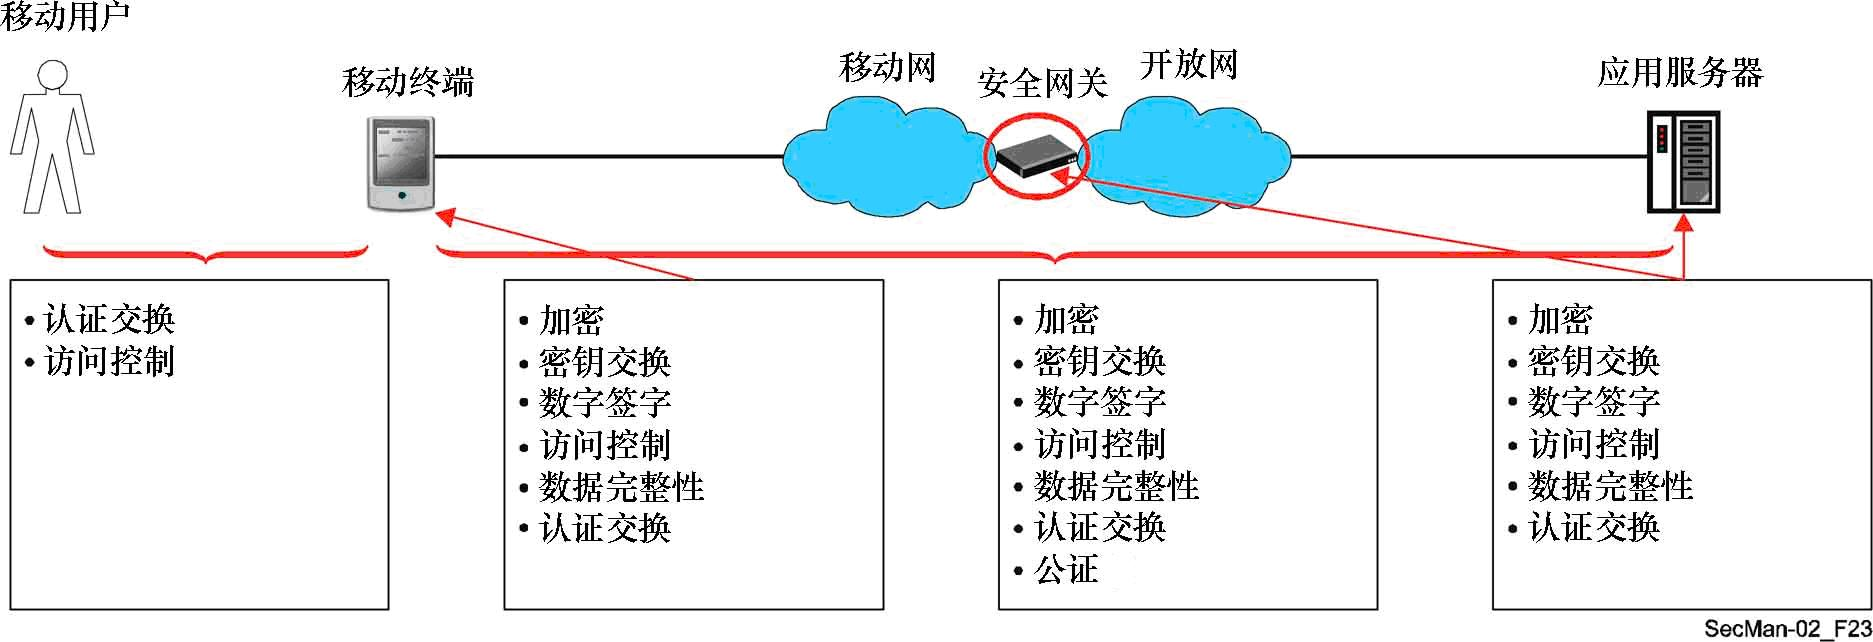 移动用户
移动终端
移动网
安全网关
开放网
应用服务器
• 认证交换
• 访问控制
• 加密
• 密钥交换
• 数字签字
• 访问控制
• 数据完整性
• 认证交换
• 加密
• 密钥交换
• 数字签字
• 访问控制
• 数据完整性
• 认证交换
• 公证
• 加密
• 密钥交换
• 数字签字
• 访问控制
• 数据完整性
• 认证交换
SecMan-02_F23